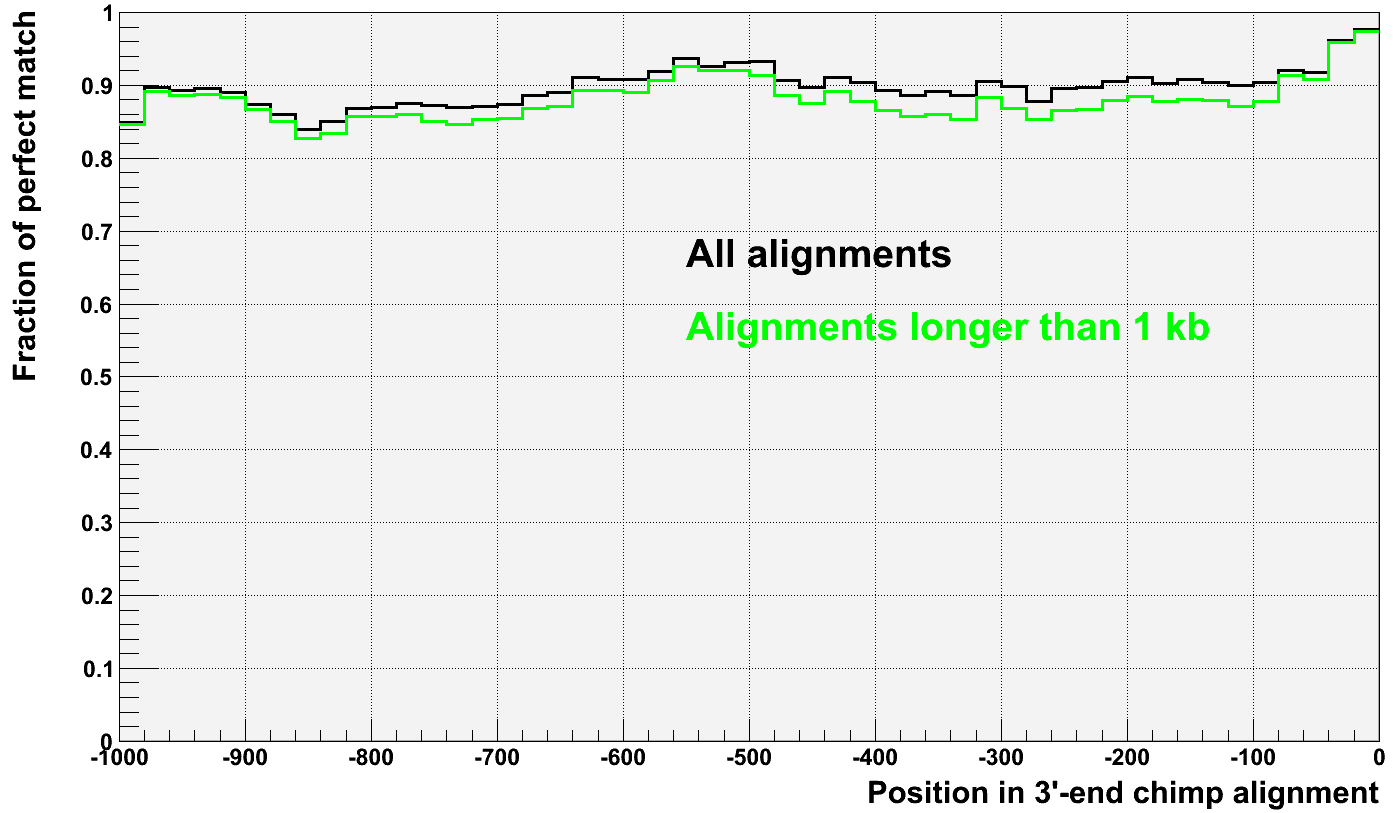 Fraction of perfect match
1
0.9
0.8
0.7
0.6
0.5
0.4
0.3
0.2
0.1
0
All alignments
Alignments longer than 1 kb
-1000 -900 -800 -700 -600 -500 -400 -300 -200 -100 0
Position in 3'-end chimp alignment